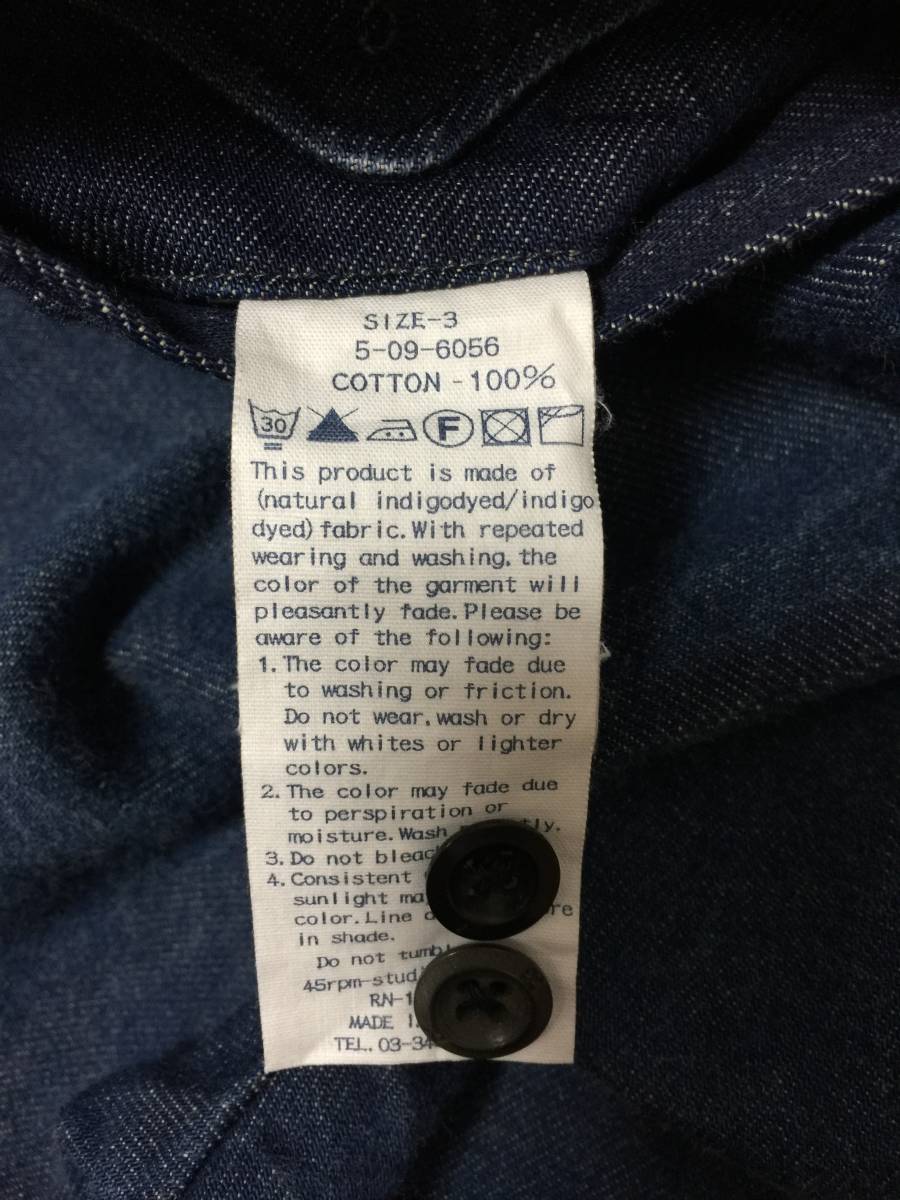 SIZE-3
5-09-6056
COTTON -100%
30 F
This product is made of
(natural indigodyed/indigo
dyed)fabric.With repeated
wearing and washing,the
color of the garment will
pleasantly fade.Please be
aware of the following:
1.The color may fade due
to washing or friction.
Do not wear,wash or dry
with whites or lighter
colors.
2.The color may fade due
to perspiration or
moisture.Wash
3.Do not
4.Consistent
sunlight
color.Line
in shade.
Do not
45rpm-
RN-
MADE
TEL.03-